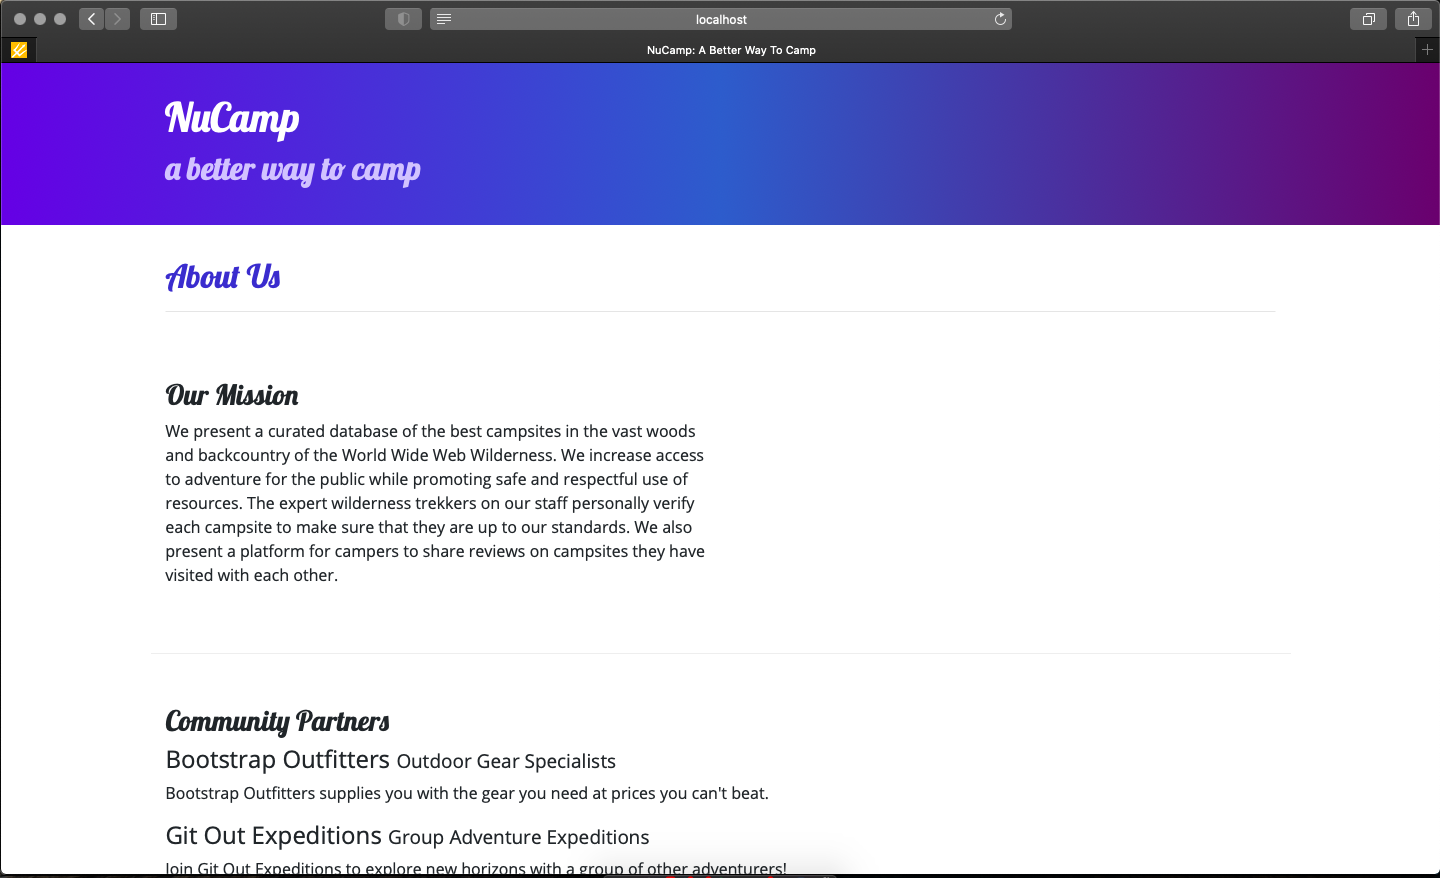 localhost
NuCamp: A Better Way To Camp
NuCamp
a better way to camp
About Us
Our Mission
We present a curated database of the best campsites in the vast woods
and backcountry of the World Wide Web Wilderness. We increase access
to adventure for the public while promoting safe and respectful use of
resources. The expert wilderness trekkers on our staff personally verify
each campsite to make sure that they are up to our standards. We also
present a platform for campers to share reviews on campsites they have
visited with each other.
Community Partners
Bootstrap Outfitters Outdoor Gear Specialists
Bootstrap Outfitters supplies you with the gear you need at prices you can't beat.
Git Out Expeditions Group Adventure Expeditions
Join Git Out Expeditions to explore new horizons with a group of other adventurers!